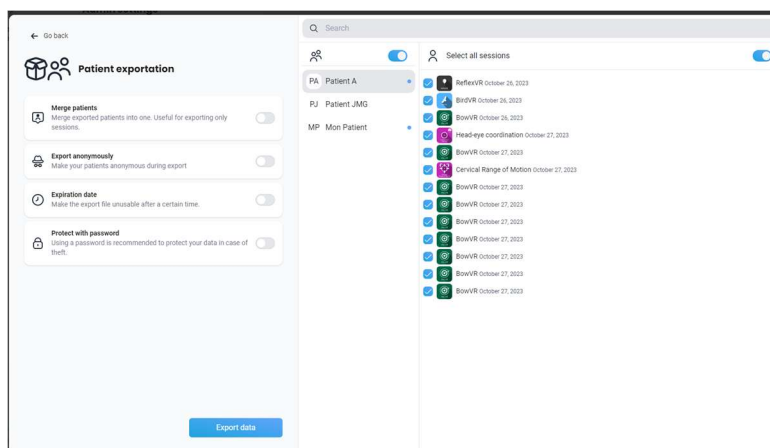 Go back
Patient exportation
Merge patients
Merge exported patients into one. Useful for exporting only
sessions.
Export anonymously
Make your patients anonymous during export
Expiration date
Make the export file unusable after a certain time.
Protect with password
Using a password is recommended to protect your data in case of
theft.
Export data
Search
PA Patient A
PJ Patient JMG
MP Mon Patient
Select all sessions
ReflexVR October 26, 2023
BirdVR October 26, 2023
BowVR October 26, 2023
Head-eye coordination October 27, 2023
BowVR October 27, 2023
Cervical Range of Motion October 27, 2023
BowVR October 27, 2023
BowVR October 27, 2023
BowVR October 27, 2023
BowVR October 27, 2023
BowVR October 27, 2023
BowVR October 27, 2023
BowVR October 27, 2023